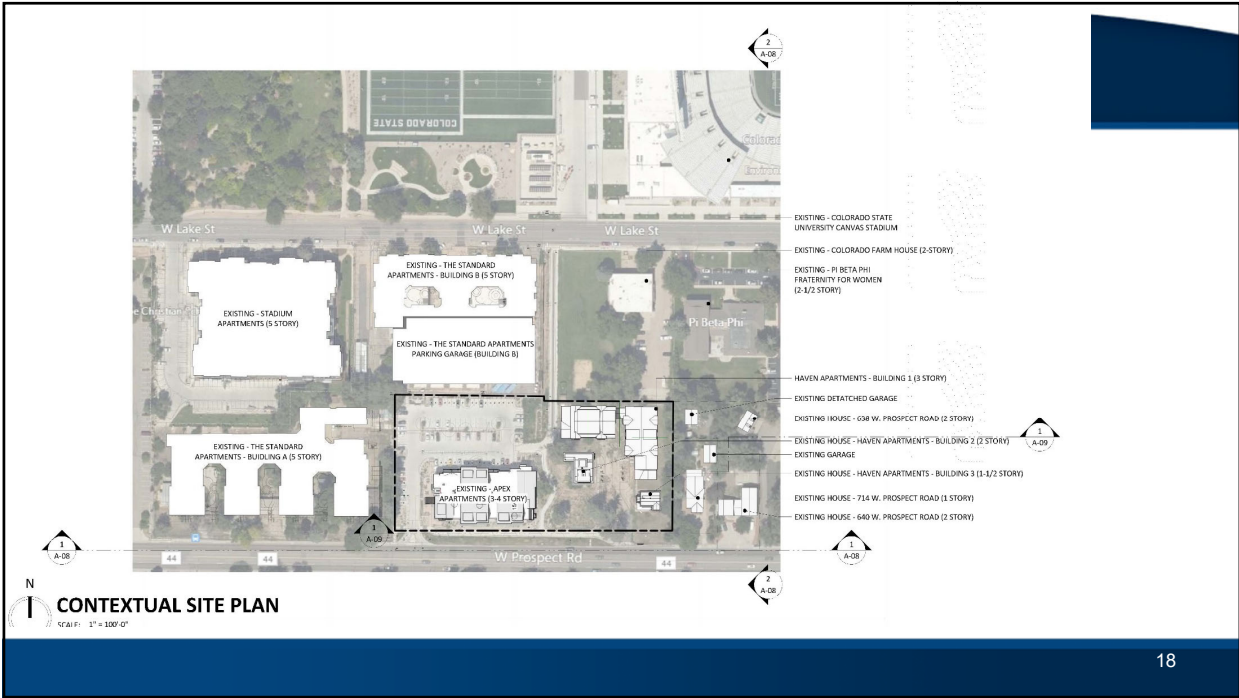 2
A-08
COLORADO STATE
Colorad
W Lake St
W Lake St
W Lake St
EXISTING - COLORADO STATE
UNIVERSITY CANVAS STADIUM
EXISTING - COLORADO FARM HOUSE (2-STORY)
EXISTING - PI BETA PHI
FRATERNITY FOR WOMEN
(2-1/2 STORY)
EXISTING - THE STANDARD
APARTMENTS - BUILDING B (5 STORY)
e Christian
EXISTING - STADIUM
APARTMENTS (5 STORY)
Pi Beta Phi
EXISTING - THE STANDARD APARTMENTS
PARKING GARAGE (BUILDING B)
HAVEN APARTMENTS - BUILDING 1 (3 STORY)
EXISTING DETATCHED GARAGE
EXISTING HOUSE - 638 W. PROSPECT ROAD (2 STORY)
EXISTING HOUSE - HAVEN APARTMENTS - BUILDING 2 (2 STORY)
1
A-09
EXISTING GARAGE
EXISTING - THE STANDARD
APARTMENTS - BUIDLING A (5 STORY)
EXISTING HOUSE - HAVEN APARTMENTS - BUILDING 3 (1-1/2 STORY)
EXISTING - APEX
APARTMENTS (3-4 STORY)
EXISTING HOUSE - 714 W. PROSPECT ROAD (1 STORY)
EXISTING HOUSE - 640 W. PROSPECT ROAD (2 STORY)
1
A-09
1
A-08
1
A-08
44
44
W Prospect Rd
44
2
A-08
N
CONTEXTUAL SITE PLAN
SCALE: 1" = 100'-0"
18